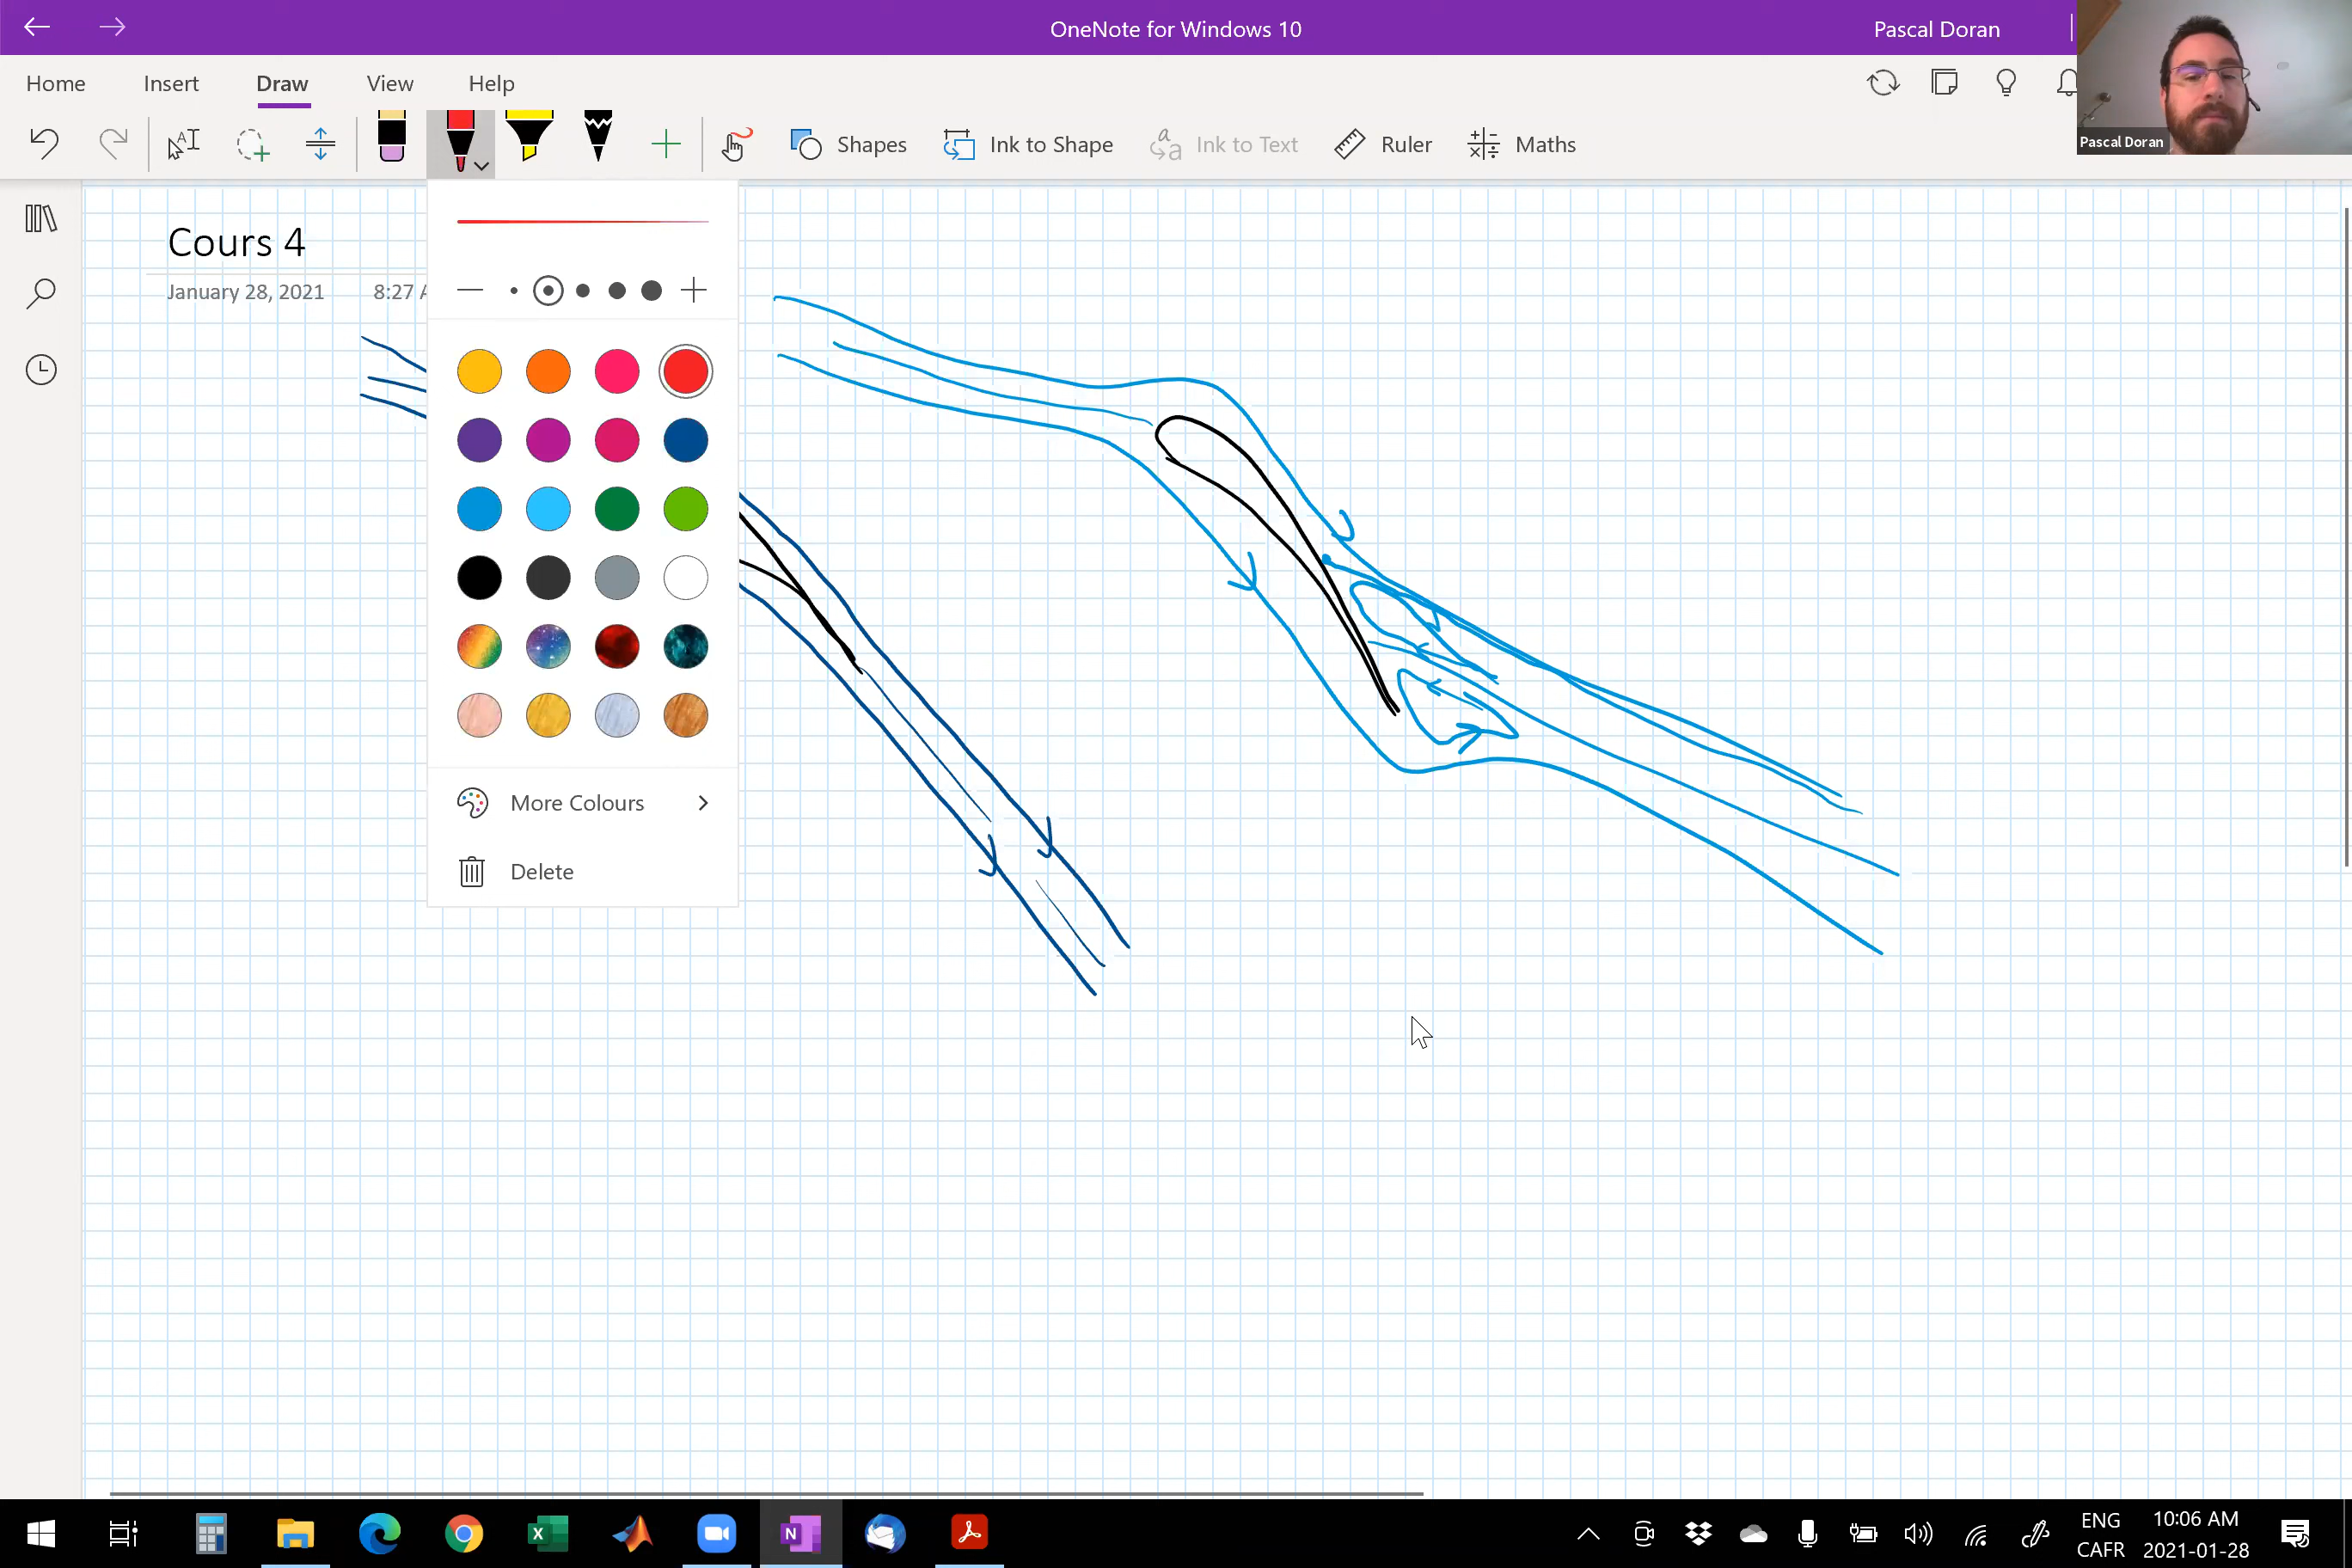 OneNote for Windows 10
Pascal Doran
Home Insert Draw View Help
Shapes Ink to Shape Ink to Text Ruler Maths
Pascal Doran
Cours 4
January 28, 2021 8:27 A
More Colours
Delete
ENG
CAFR
10:06 AM
2021-01-28